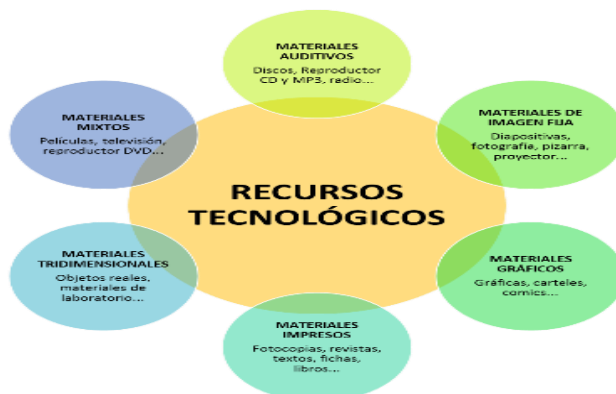 MATERIALES
AUDITIVOS
Discos, Reproductor
CD y MP3, radio...
MATERIALES DE
IMAGEN FIJA
Diapositivas,
fotografía, pizarra,
proyector...
MATERIALES
GRÁFICOS
Gráficas, carteles,
comics...
MATERIALES
IMPRESOS
Fotocopias, revistas,
textos, fichas,
libros...
MATERIALES
TRIDIMENSIONALES
Objetos reales,
materiales de
laboratorio...
MATERIALES
MIXTOS
Películas, televisión,
reproductor DVD...
RECURSOS
TECNOLÓGICOS